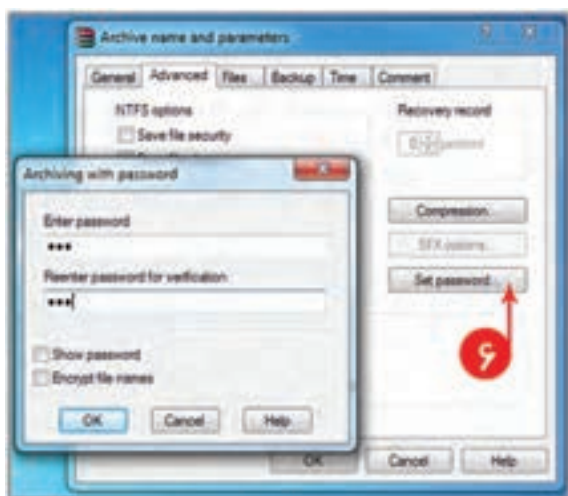 Archive name and parameters
General Advanced Files Backup Time Comment
NTFS options
Save file security
Recovery record
Compression...
SFX options...
Set password...
۶
Archiving with password
Enter password
•••
Reenter password for verification
•••
Show password
Encrypt file names
OK Cancel Help
OK Cancel Help